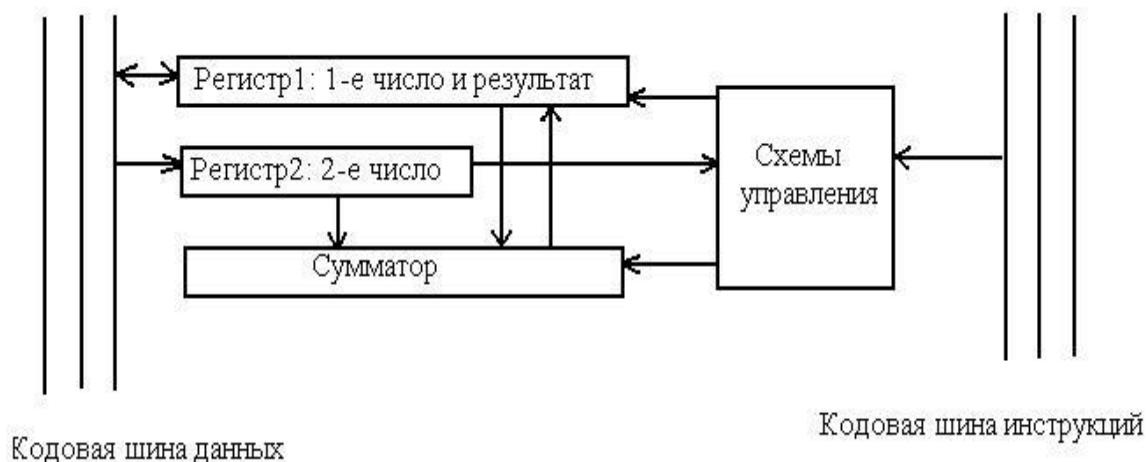 Регистр1: 1-е число и результат
Регистр2: 2-е число
Схемы
управления
Сумматор
Кодовая шина данных
Кодовая шина инструкций